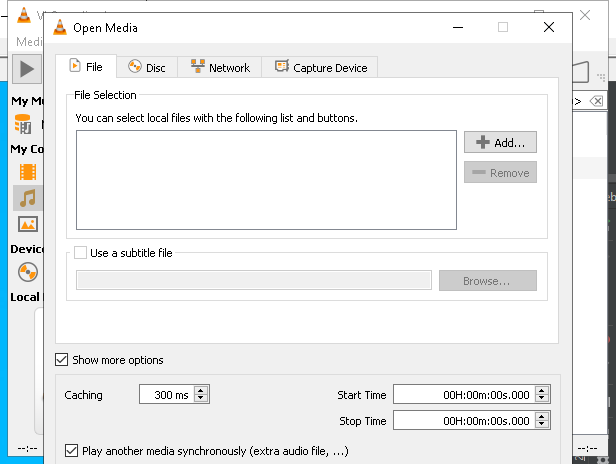 Open Media
Medi
File
Disc
Network
Capture Device
File Selection
You can select local files with the following list and buttons.
Add...
Remove
Use a subtitle file
Browse...
My Mu
My Co
Device
Local
Show more options
Caching
300 ms
Start Time
00H:00m:00s.000
Stop Time
00H:00m:00s.000
Play another media synchronously (extra audio file, ...)
--:--
--:--